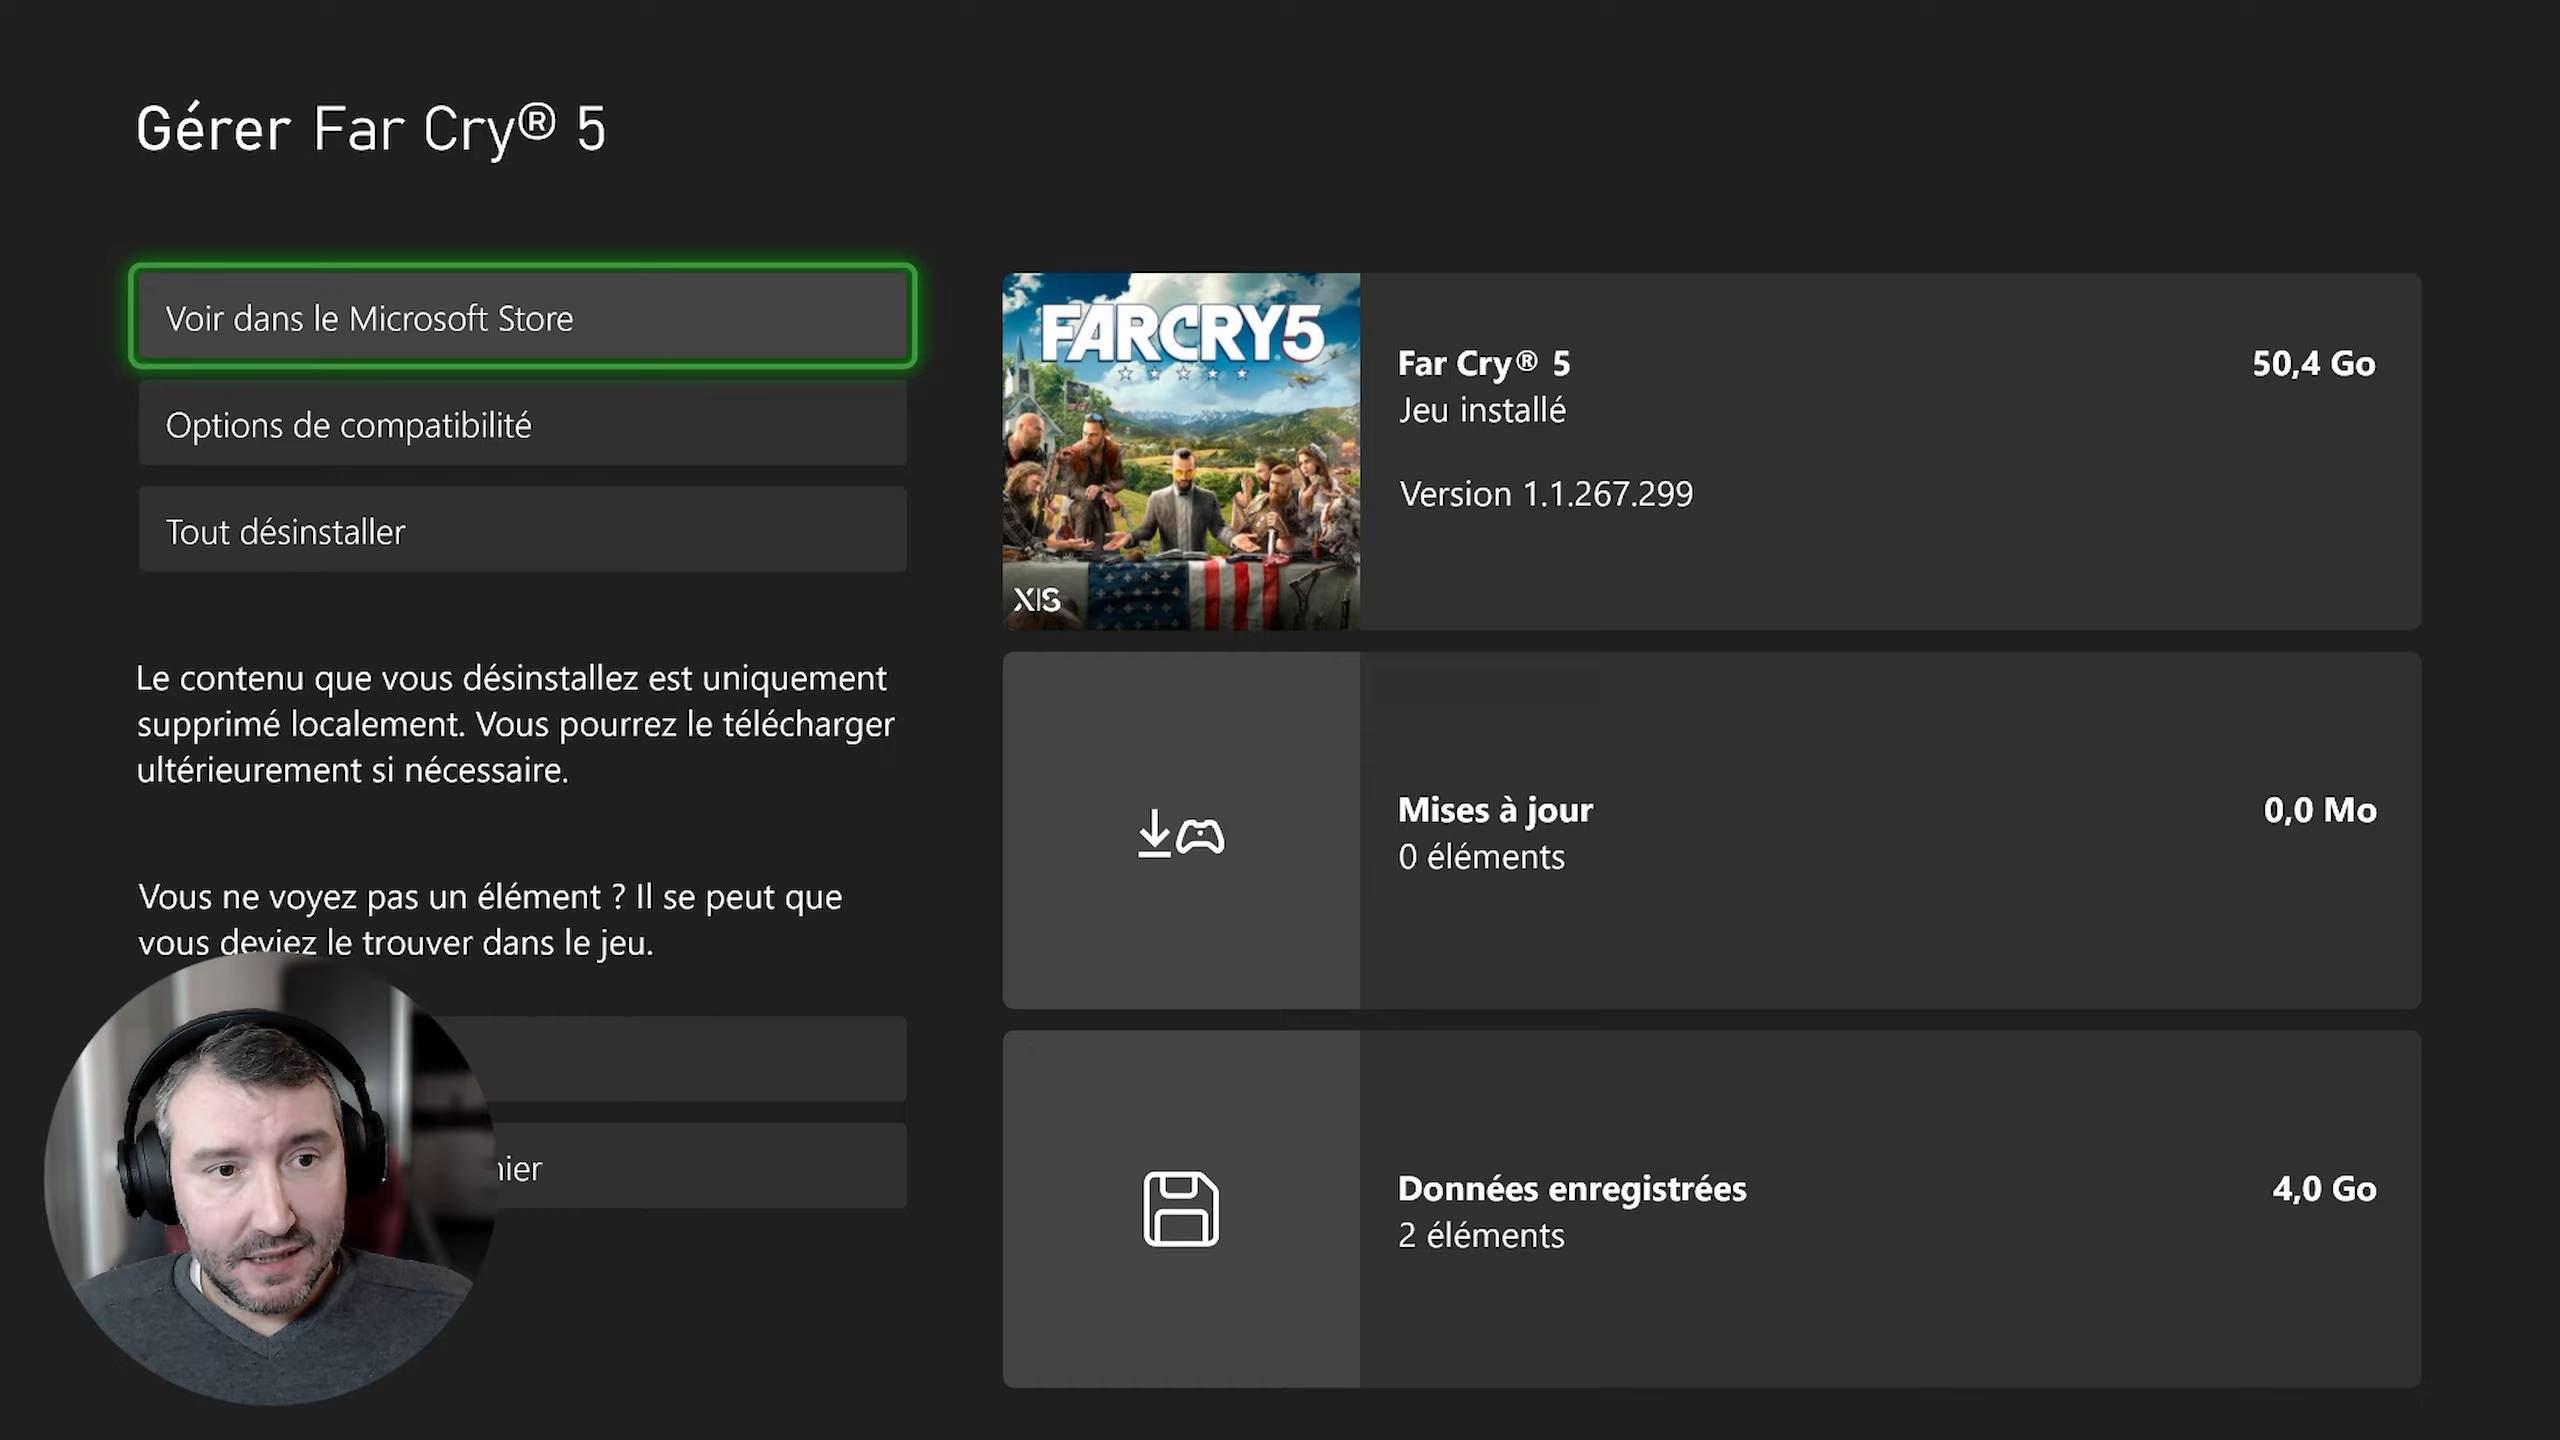 Gérer Far Cry® 5
Voir dans le Microsoft Store
Options de compatibilité
Tout désinstaller
Le contenu que vous désinstallez est uniquement
supprimé localement. Vous pourrez le télécharger
ultérieurement si nécessaire.
Vous ne voyez pas un élément ? Il se peut que
vous deviez le trouver dans le jeu.
FARCRY5
X|S
Far Cry® 5
50,4 Go
Jeu installé
Version 1.1.267.299
Mises à jour
0,0 Mo
0 éléments
Données enregistrées
4,0 Go
2 éléments